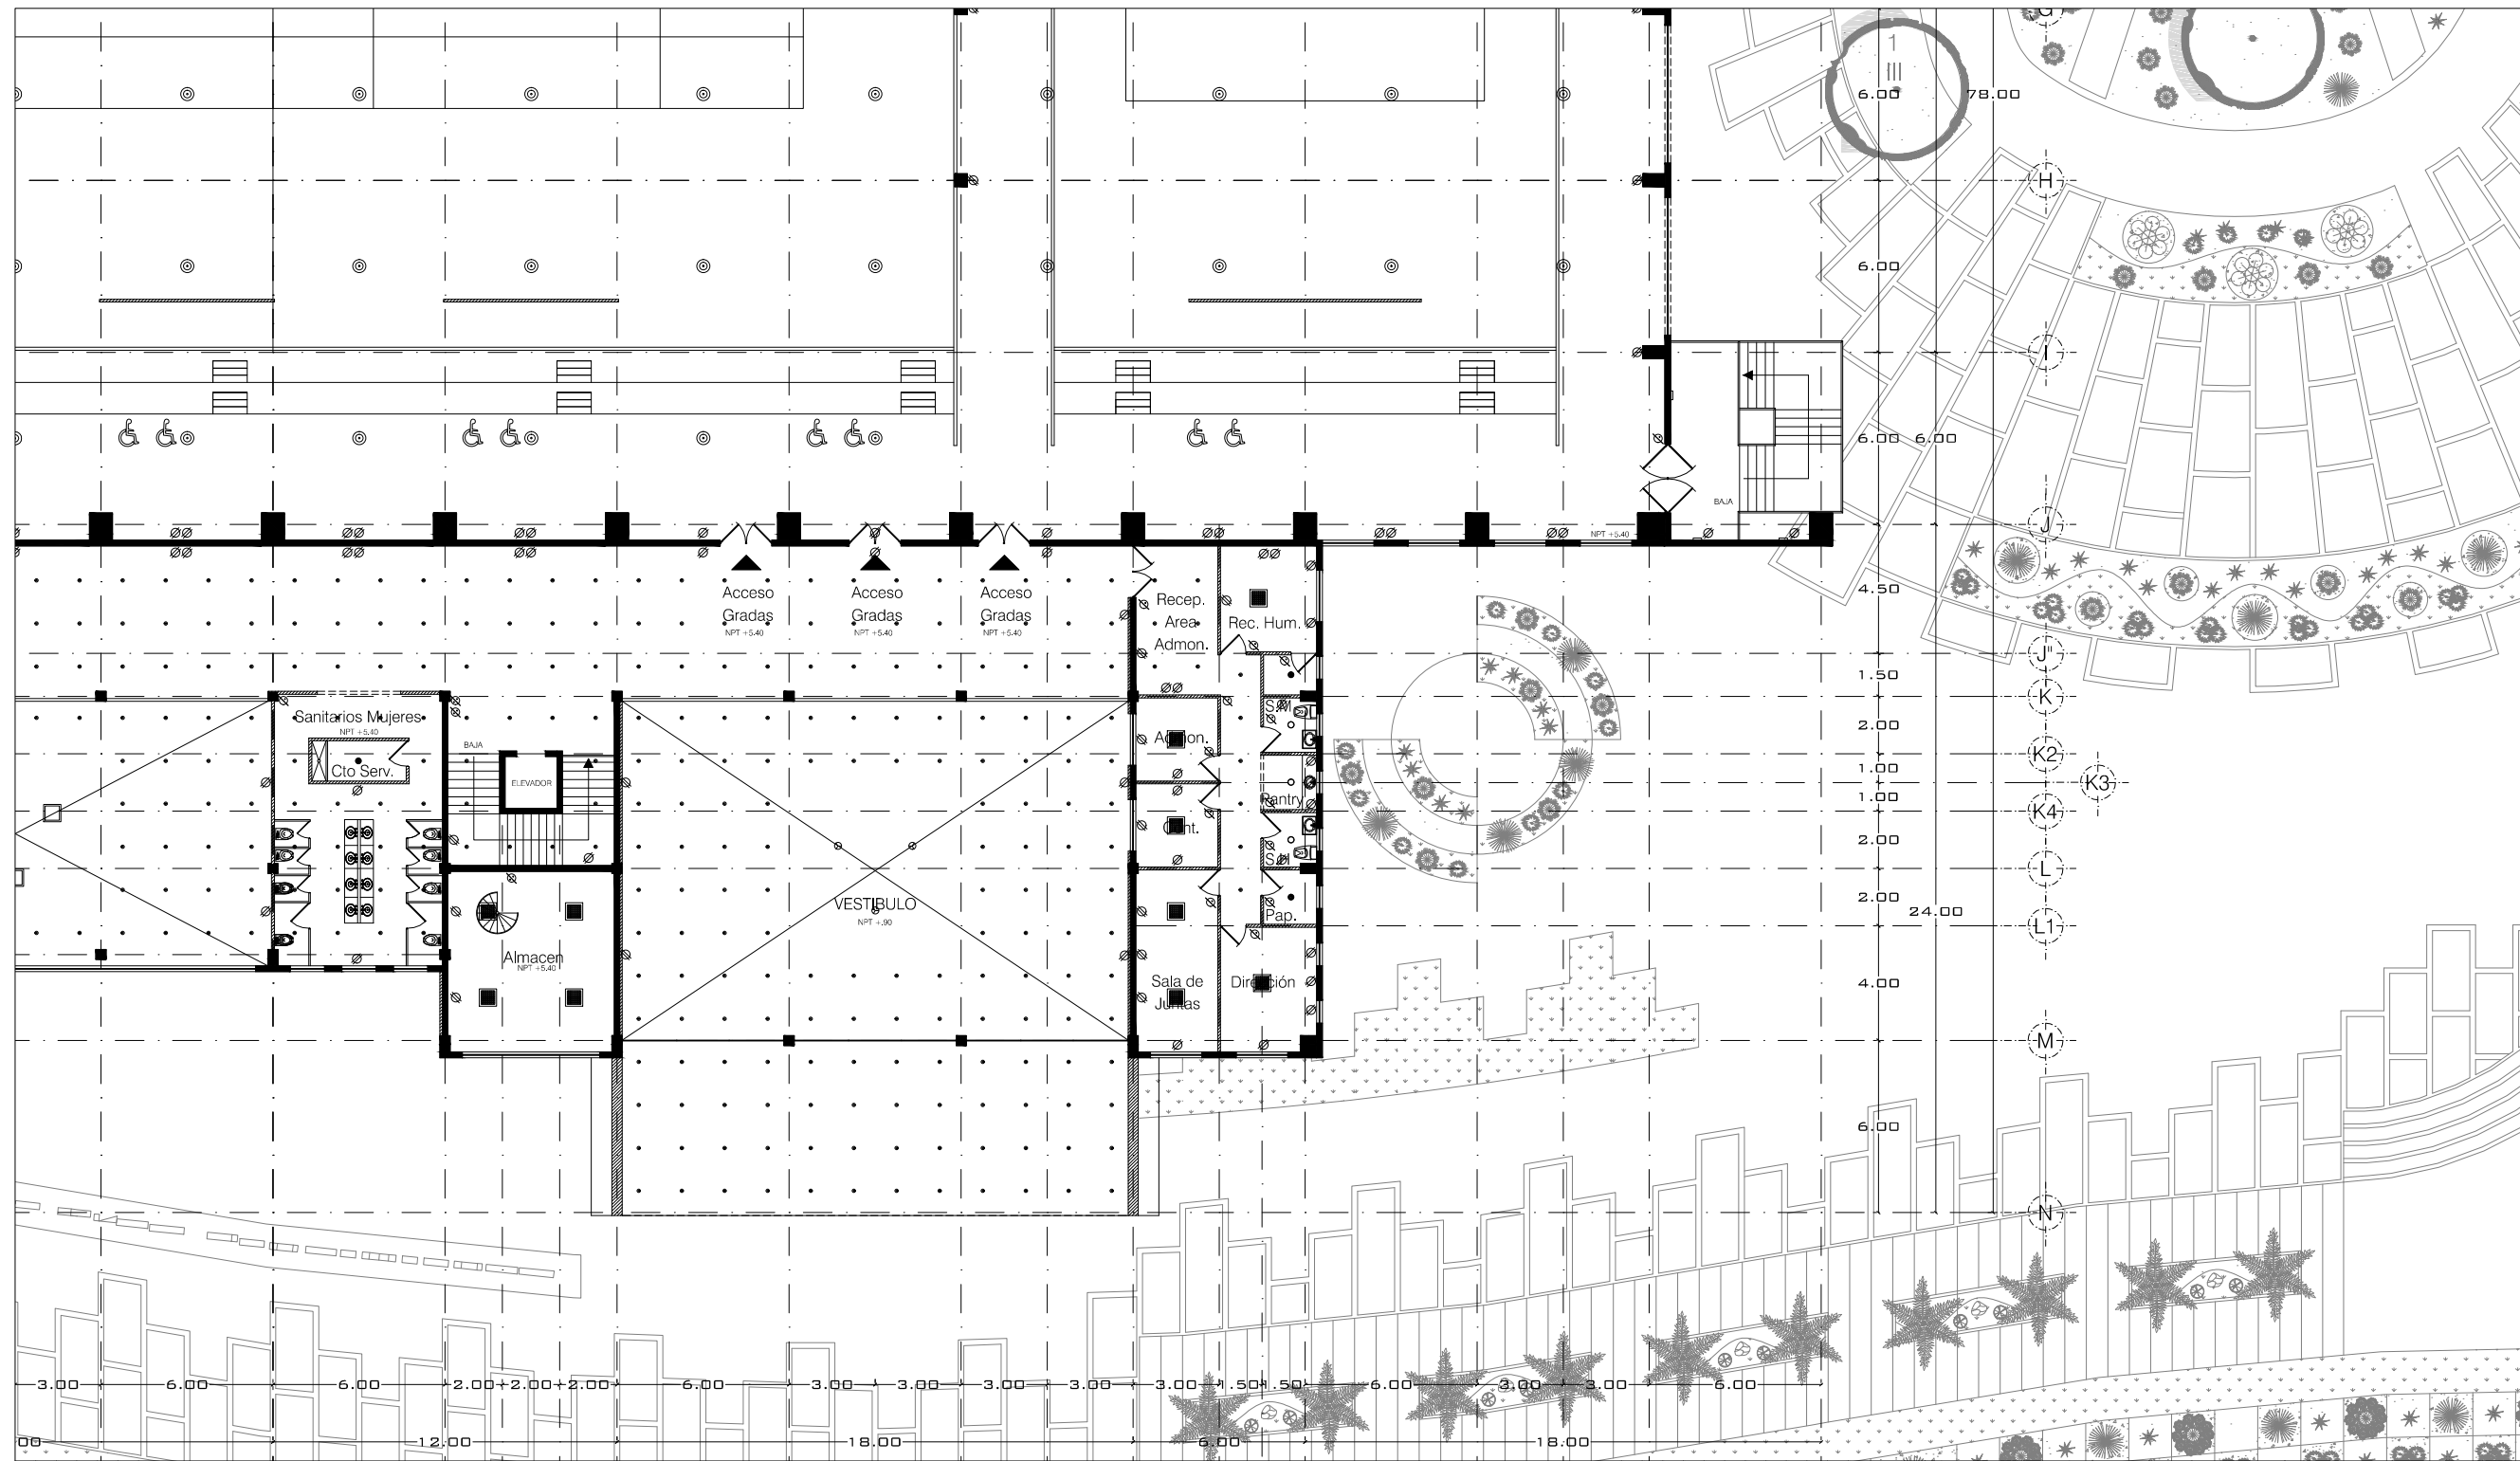 G
1
III
6.00 78.00
H
6.00
I
6.00 6.00
BAJA
J
NPT +5.40
4.50
Acceso
Gradas
NPT +5.40
Acceso
Gradas
NPT +5.40
Acceso
Gradas
NPT +5.40
Recep.
Area
Admon.
Rec. Hum.
J"
1.50
K
Sanitarios Mujeres
NPT +5.40
Cto Serv.
BAJA
ELEVADOR
S.M
2.00
Admon.
K2
1.00
K3
Pantry
1.00
K4
Cont.
2.00
S.H
L
2.00
24.00
VESTIBULO
NPT +.90
Pap.
L1
Almacen
NPT +5.40
Sala de
Juntas
Dirección
4.00
M
6.00
N
3.00 6.00 6.00 2.00 2.00 2.00 6.00 3.00 3.00 3.00 3.00 3.00 1.50 1.50 6.00 3.00 3.00 6.00
.00 12.00 18.00 6.00 18.00